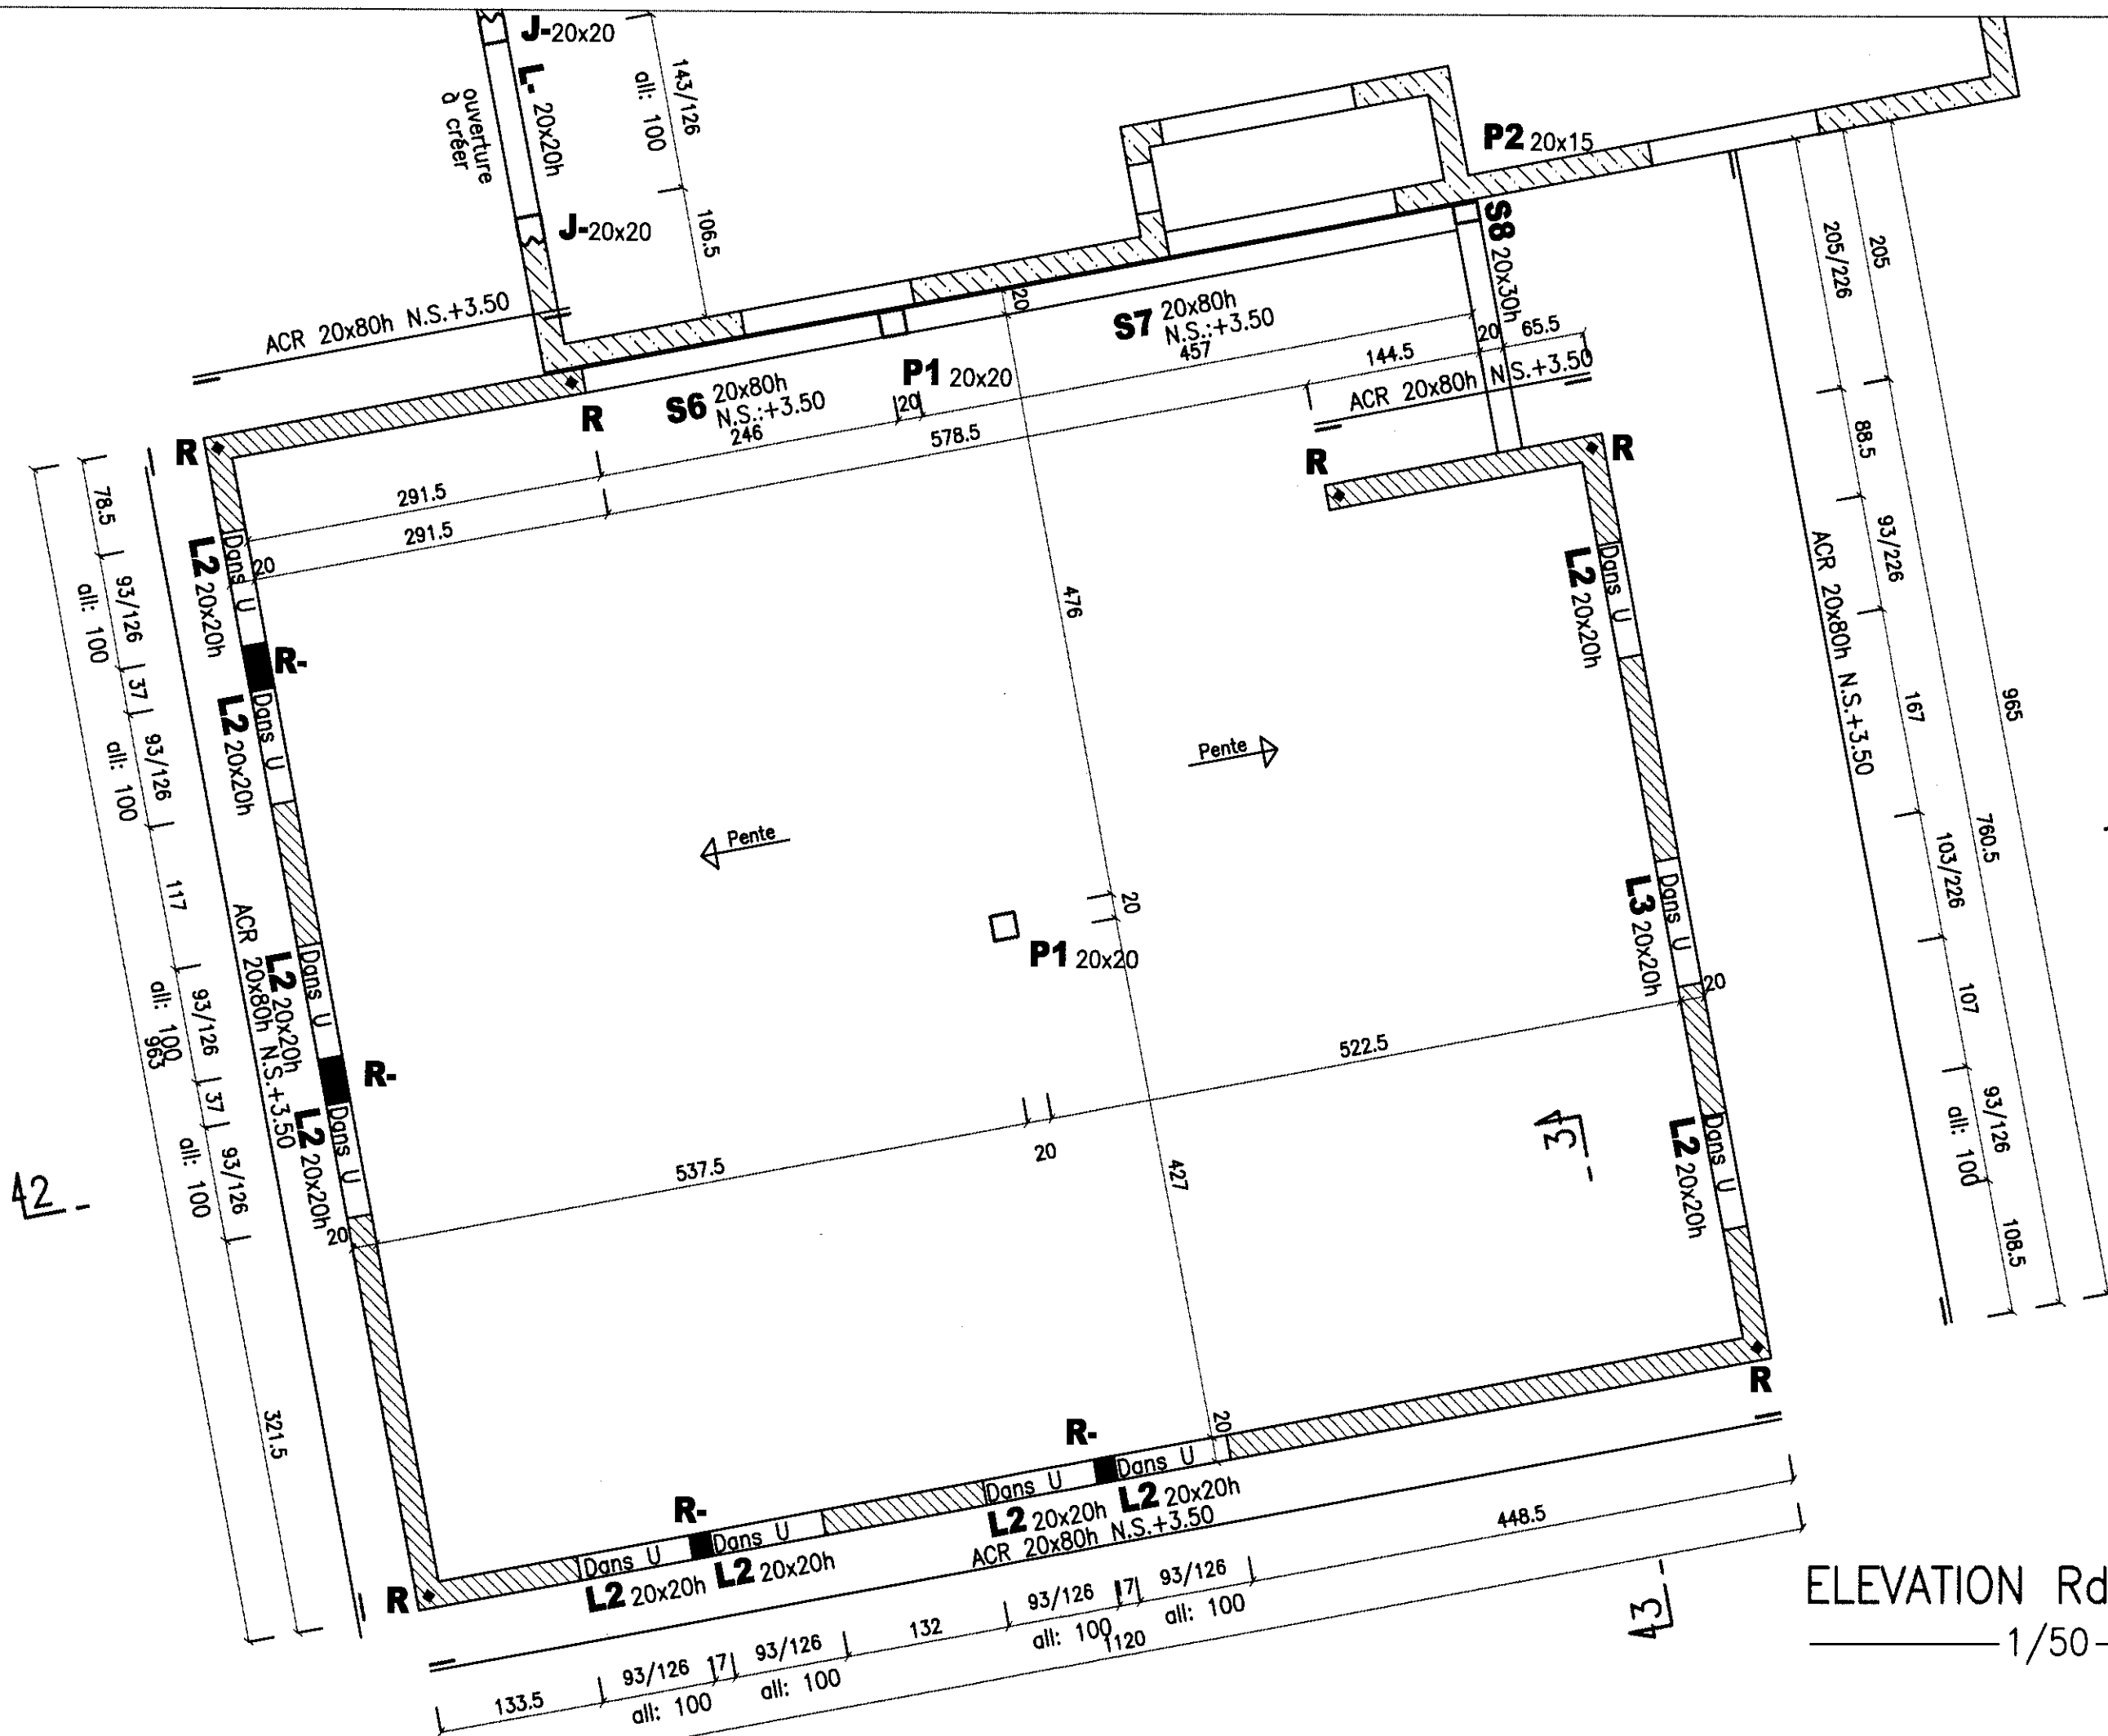 J-20x20
L- 20x20h
ouverture
à créer
143/126
all: 100
106.5
J-20x20
P2 20x15
S8 20x30h
ACR 20x80h N.S.+3.50
20
S7 20x80h
N.S.:+3.50
457
20
65.5
144.5
ACR 20x80h N.S.+3.50
P1 20x20
S6 20x80h
N.S.:+3.50
246
20
578.5
R
R
R
R
291.5
291.5
20
205
205/226
88.5
93/226
167
103/226
107
93/126
all: 100
108.5
965
760.5
ACR 20x80h N.S.+3.50
78.5
93/126
all: 100
37
93/126
all: 100
117
93/126
all: 100
37
93/126
all: 100
321.5
963
ACR 20x80h N.S.+3.50
L2 20x20h
Dans U
R-
L2 20x20h
Dans U
L2 20x20h
Dans U
R-
L2 20x20h
Dans U
20
476
20
427
20
Pente
Pente
P1 20x20
L2 20x20h
Dans U
L3 20x20h
Dans U
20
L2 20x20h
Dans U
522.5
20
537.5
42
34
43
R
R
R-
R-
Dans U
Dans U
Dans U
Dans U
L2 20x20h
L2 20x20h
L2 20x20h
L2 20x20h
ACR 20x80h N.S.+3.50
133.5
93/126
all: 100
17
93/126
all: 100
132
93/126
all: 100
17
93/126
all: 100
448.5
1120
ELEVATION Rd
1/50